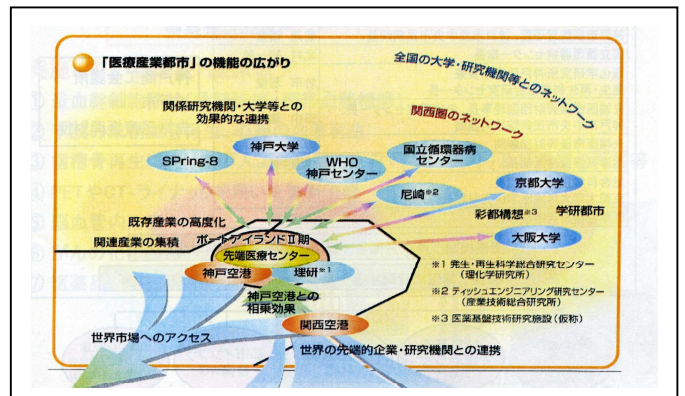 「医療産業都市」の機能の広がり
全国の大学・研究機関等とのネットワーク
関係研究機関・大学等との
効果的な連携
関西圏のネットワーク
SPring-8
神戸大学
WHO
神戸センター
国立循環器病
センター
尼崎※2
京都大学
彩都構想※3
学研都市
大阪大学
既存産業の高度化
関連産業の集積
ポートアイランドⅡ期
先端医療センター
神戸空港
理研※1
神戸空港との
相乗効果
関西空港
世界市場へのアクセス
世界の先端的企業・研究機関との連携
※1 発生・再生科学総合研究センター
(理化学研究所)
※2 ティッシュエンジニアリング研究センター
(産業技術総合研究所)
※3 医薬基盤技術研究施設(仮称)